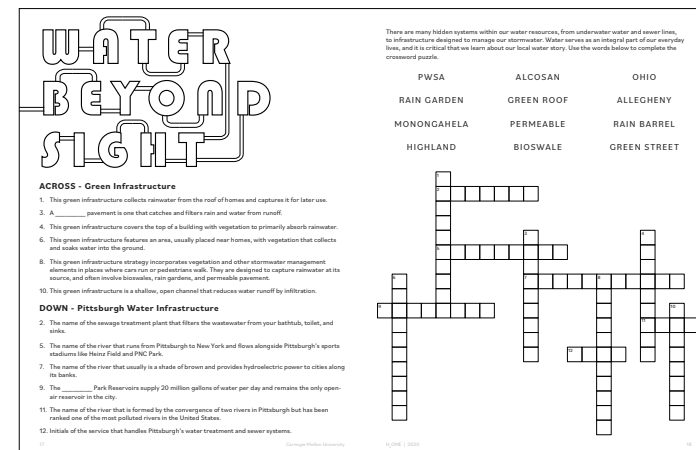 WATER
BEYOND
SIGHT
ACROSS - Green Infrastructure
1. This green infrastructure collects rainwater from the roof of homes and captures it for later use.
3. A ________ pavement is one that catches and filters rain and water from runoff.
4. This green infrastructure covers the top of a building with vegetation to primarily absorb rainwater.
6. This green infrastructure features an area, usually placed near homes, with vegetation that collects
and soaks water into the ground.
8. This green infrastructure strategy incorporates vegetation and other stormwater management
elements in places where cars run or pedestrians walk. They are designed to capture rainwater at its
source, and often involve bioswales, rain gardens, and permeable pavement.
10. This green infrastructure is a shallow, open channel that reduces water runoff by infiltration.
DOWN - Pittsburgh Water Infrastructure
2. The name of the sewage treatment plant that filters the wastewater from your bathtub, toilet, and
sinks.
5. The name of the river that runs from Pittsburgh to New York and flows alongside Pittsburgh's sports
stadiums like Heinz Field and PNC Park.
7. The name of the river that usually is a shade of brown and provides hydroelectric power to cities along
its banks.
9. The ________ Park Reservoirs supply 20 million gallons of water per day and remains the only open-
air reservoir in the city.
11. The name of the river that is formed by the convergence of two rivers in Pittsburgh but has been
ranked one of the most polluted rivers in the United States.
12. Initials of the service that handles Pittsburgh's water treatment and sewer systems.
17
Carnegie Mellon University
There are many hidden systems within our water resources, from underwater water and sewer lines,
to infrastructure designed to manage our stormwater. Water serves as an integral part of our everyday
lives, and it is critical that we learn about our local water story. Use the words below to complete the
crossword puzzle.
PWSA ALCOSAN OHIO
RAIN GARDEN GREEN ROOF ALLEGHENY
MONONGAHELA PERMEABLE RAIN BARREL
HIGHLAND BIOSWALE GREEN STREET
1
2
3
4
5
6
7
8
9
10
11
12
H_OME | 2020
18